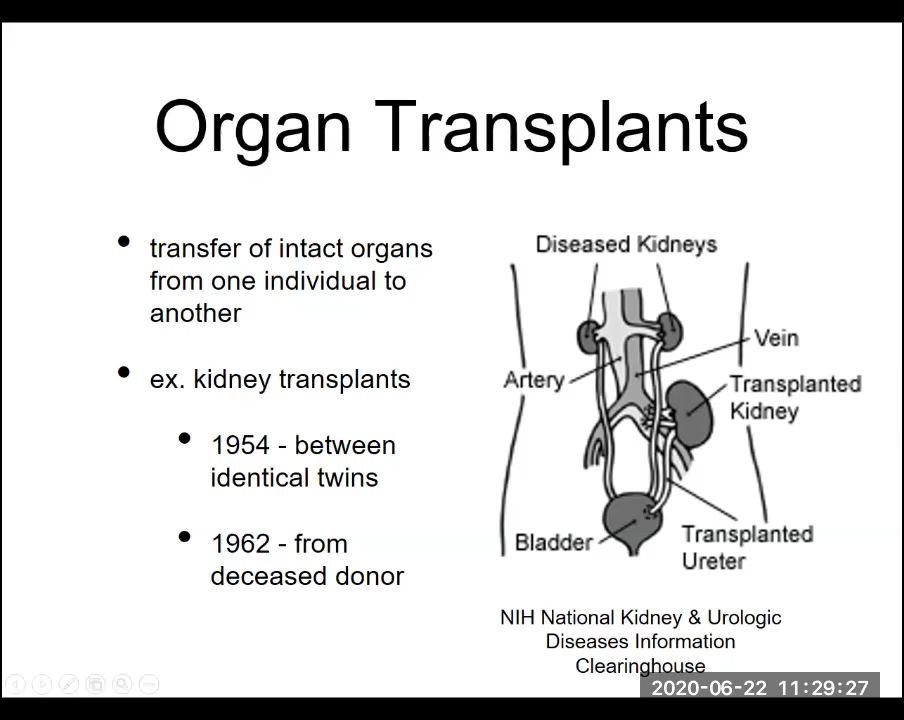 Organ Transplants
• transfer of intact organs
from one individual to
another
• ex. kidney transplants
• 1954 - between
identical twins
• 1962 - from
deceased donor
Diseased Kidneys
Vein
Artery
Transplanted
Kidney
Bladder
Transplanted
Ureter
NIH National Kidney & Urologic
Diseases Information
Clearinghouse
2020-06-22 11:29:27